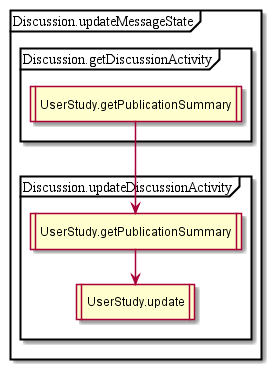 Discussion.updateMessageState
Discussion.getDiscussionActivity
UserStudy.getPublicationSummary
Discussion.updateDiscussionActivity
UserStudy.getPublicationSummary
UserStudy.update